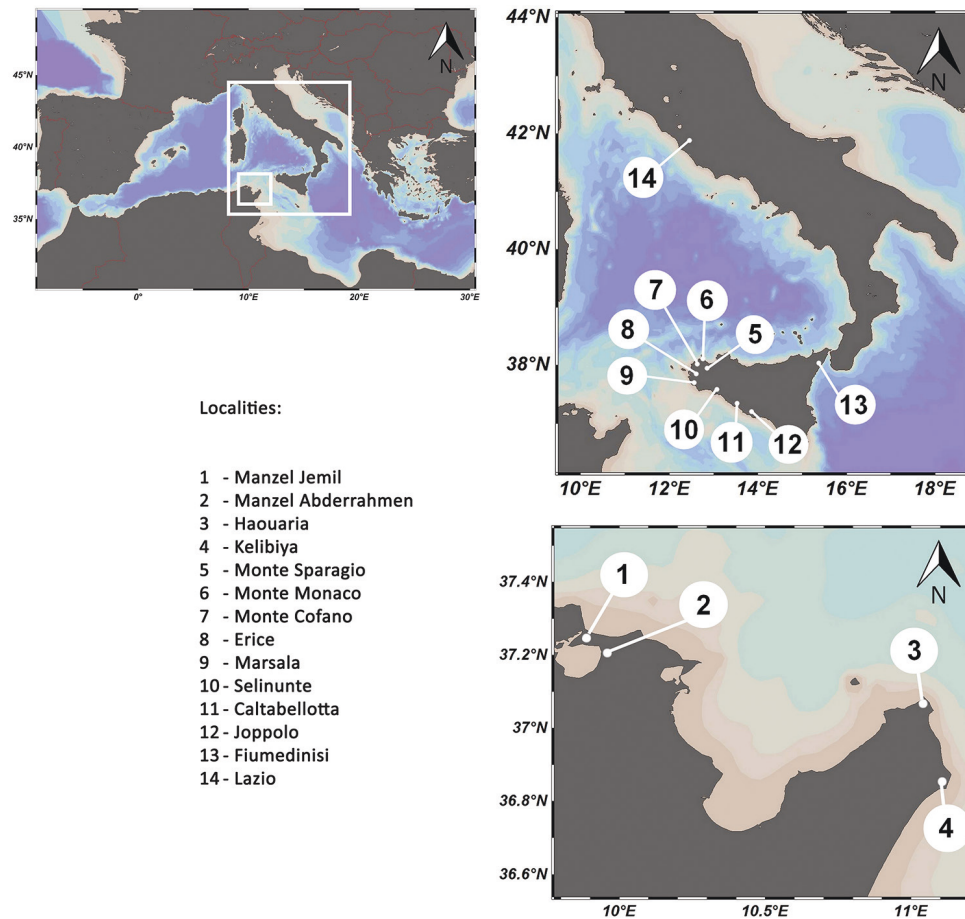 45°N
40°N
35°N
0°
10°E
20°E
30°E
N
44°N
42°N
40°N
38°N
10°E
12°E
14°E
16°E
18°E
N
14
7
6
8
5
9
10
11
12
13
Localities:
1 - Manzel Jemil
2 - Manzel Abderrahmen
3 - Haouaria
4 - Kelibiya
5 - Monte Sparagio
6 - Monte Monaco
7 - Monte Cofano
8 - Erice
9 - Marsala
10 - Selinunte
11 - Caltabellotta
12 - Joppolo
13 - Fiumedinisi
14 - Lazio
37.4°N
37.2°N
37°N
36.8°N
36.6°N
10°E
10.5°E
11°E
N
1
2
3
4